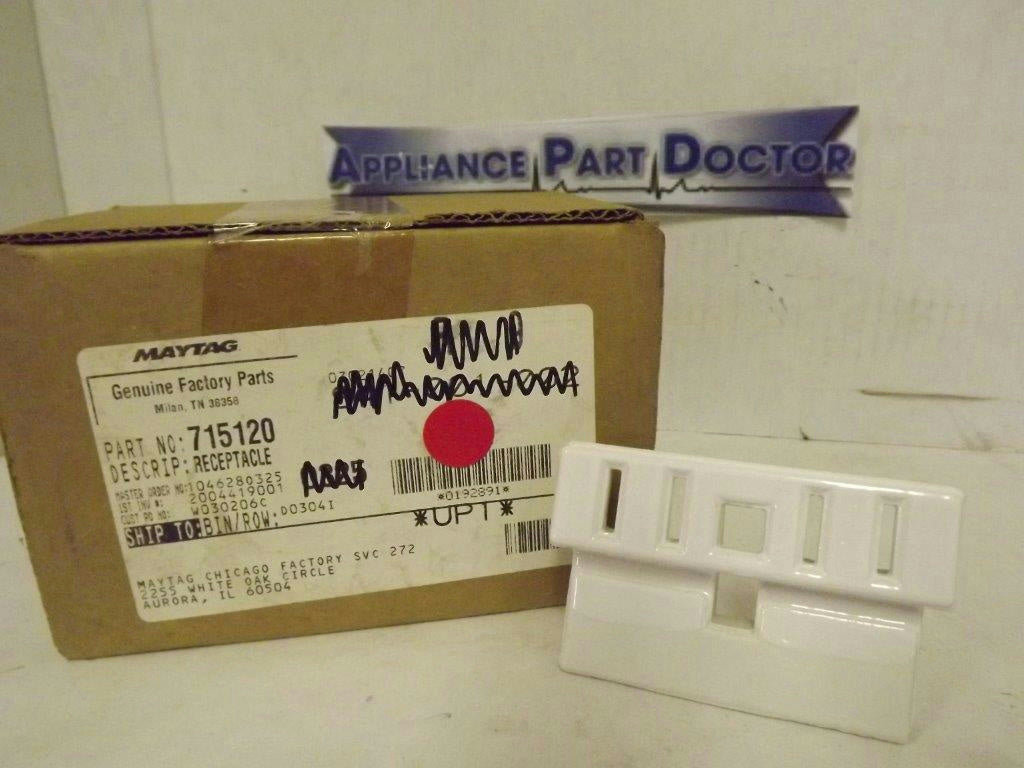 APPLIANCE PART DOCTOR
MAYTAG
Genuine Factory Parts
Milan, TN 38358
PART NO: 715120
DESCRIP: RECEPTACLE
MASTER ORDER NO: 1046280325
IST INV #: 2004419001
CUST PO NO: W030206C
SHIP TO: BIN/ROW: D0304I
*0192891*
*UPT*
MAYTAG CHICAGO FACTORY SVC 272
2255 WHITE OAK CIRCLE
AURORA, IL 60504